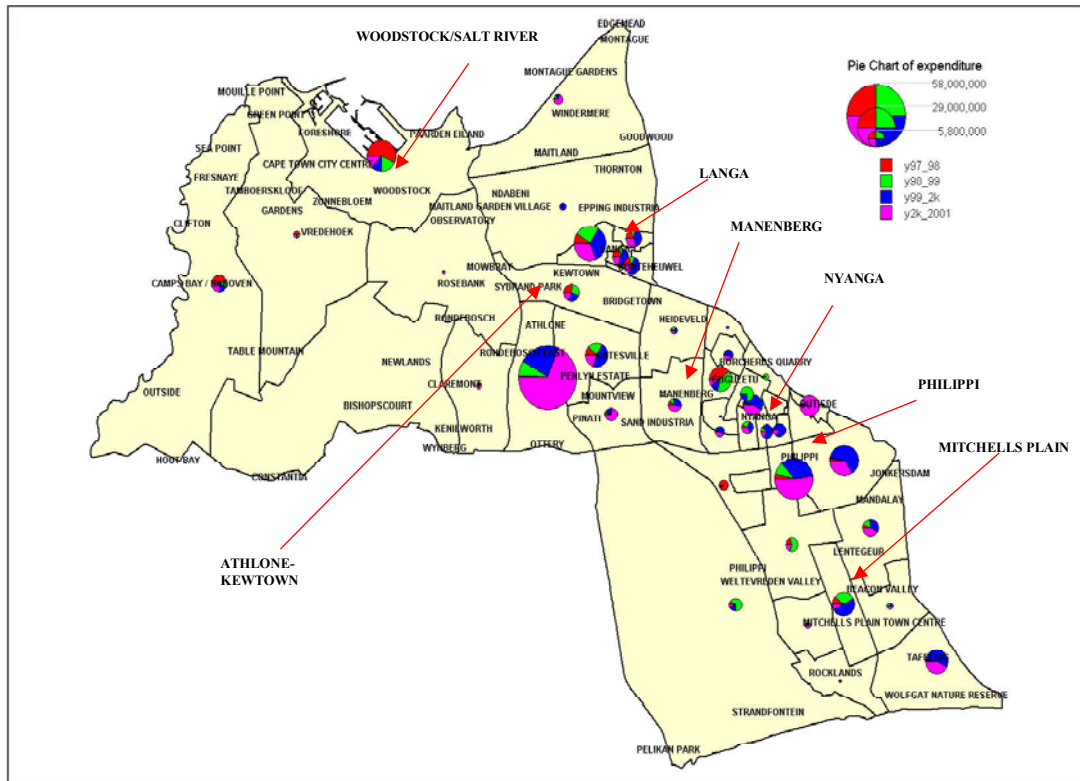 EDGEMEAD
MONTAGUE
WOODSTOCK/SALT RIVER
Pie Chart of expenditure
MONTAGUE GARDENS
58,000,000
MOUILLE POINT
29,000,000
GREEN POINT
WINDERMERE
FORESHORE
PAARDEN EILAND
5,800,000
GOODWOOD
SEA POINT
MAITLAND
CAPE TOWN CITY CENTRE
THORNTON
y97_98
FRESNAYE
LANGA
y98_99
TAMBOERSKLOOF
WOODSTOCK
NDABENI
y99_2k
ZONNEBLOEM
MAITLAND GARDEN VILLAGE
EPPING INDUSTRIA
y2k_2001
GARDENS
OBSERVATORY
MANENBERG
CLIFTON
VREDEHOEK
MOWBRAY
KEWTOWN
NYANGA
CAMPS BAY / BAKOVEN
ROSEBANK
SYBRAND PARK
BRIDGETOWN
RONDEBOSCH
ATHLONE
HEIDEVELD
TABLE MOUNTAIN
NEWLANDS
RONDEBOSCH EAST
GATESVILLE
BORCHERDS QUARRY
PENLYN ESTATE
GUGULETU
CLAREMONT
PHILIPPI
OUTSIDE
MOUNTVIEW
MANENBERG
OUTSIDE
BISHOPSCOURT
PINATI
SAND INDUSTRIA
NYANGA
KENILWORTH
WYNBERG
OTTERY
MITCHELLS PLAIN
HOUT BAY
PHILIPPI
CONSTANTIA
JONKERSDAM
MANDALAY
ATHLONE-
KEWTOWN
LENTEGEUR
PHILIPPI
WELTEVREDEN VALLEY
BEACON VALLEY
MITCHELLS PLAIN TOWN CENTRE
ROCKLANDS
WOLFGAT NATURE RESERVE
STRANDFONTEIN
PELIKAN PARK